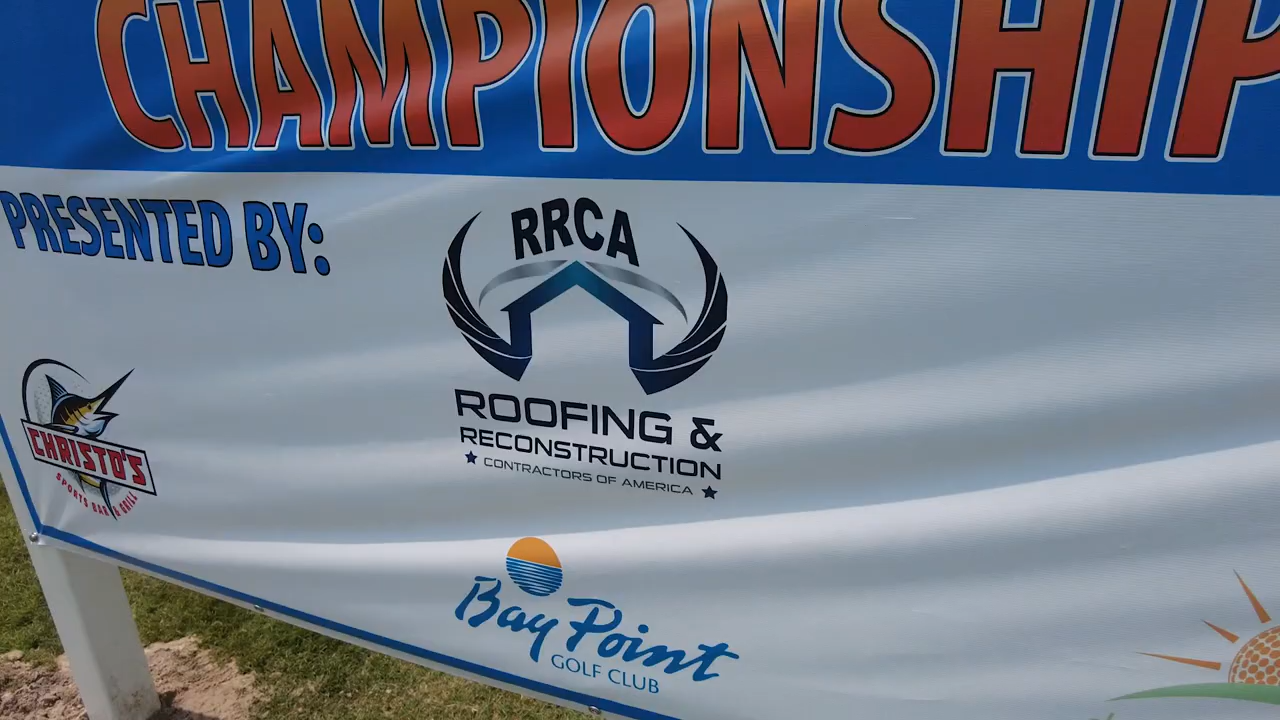 CHAMPIONSHIP
PRESENTED BY:
RRCA
ROOFING &
RECONSTRUCTION
CONTRACTORS OF AMERICA
CHRISTO'S
SPORTS BAR & GRILL
Bay Point
GOLF CLUB